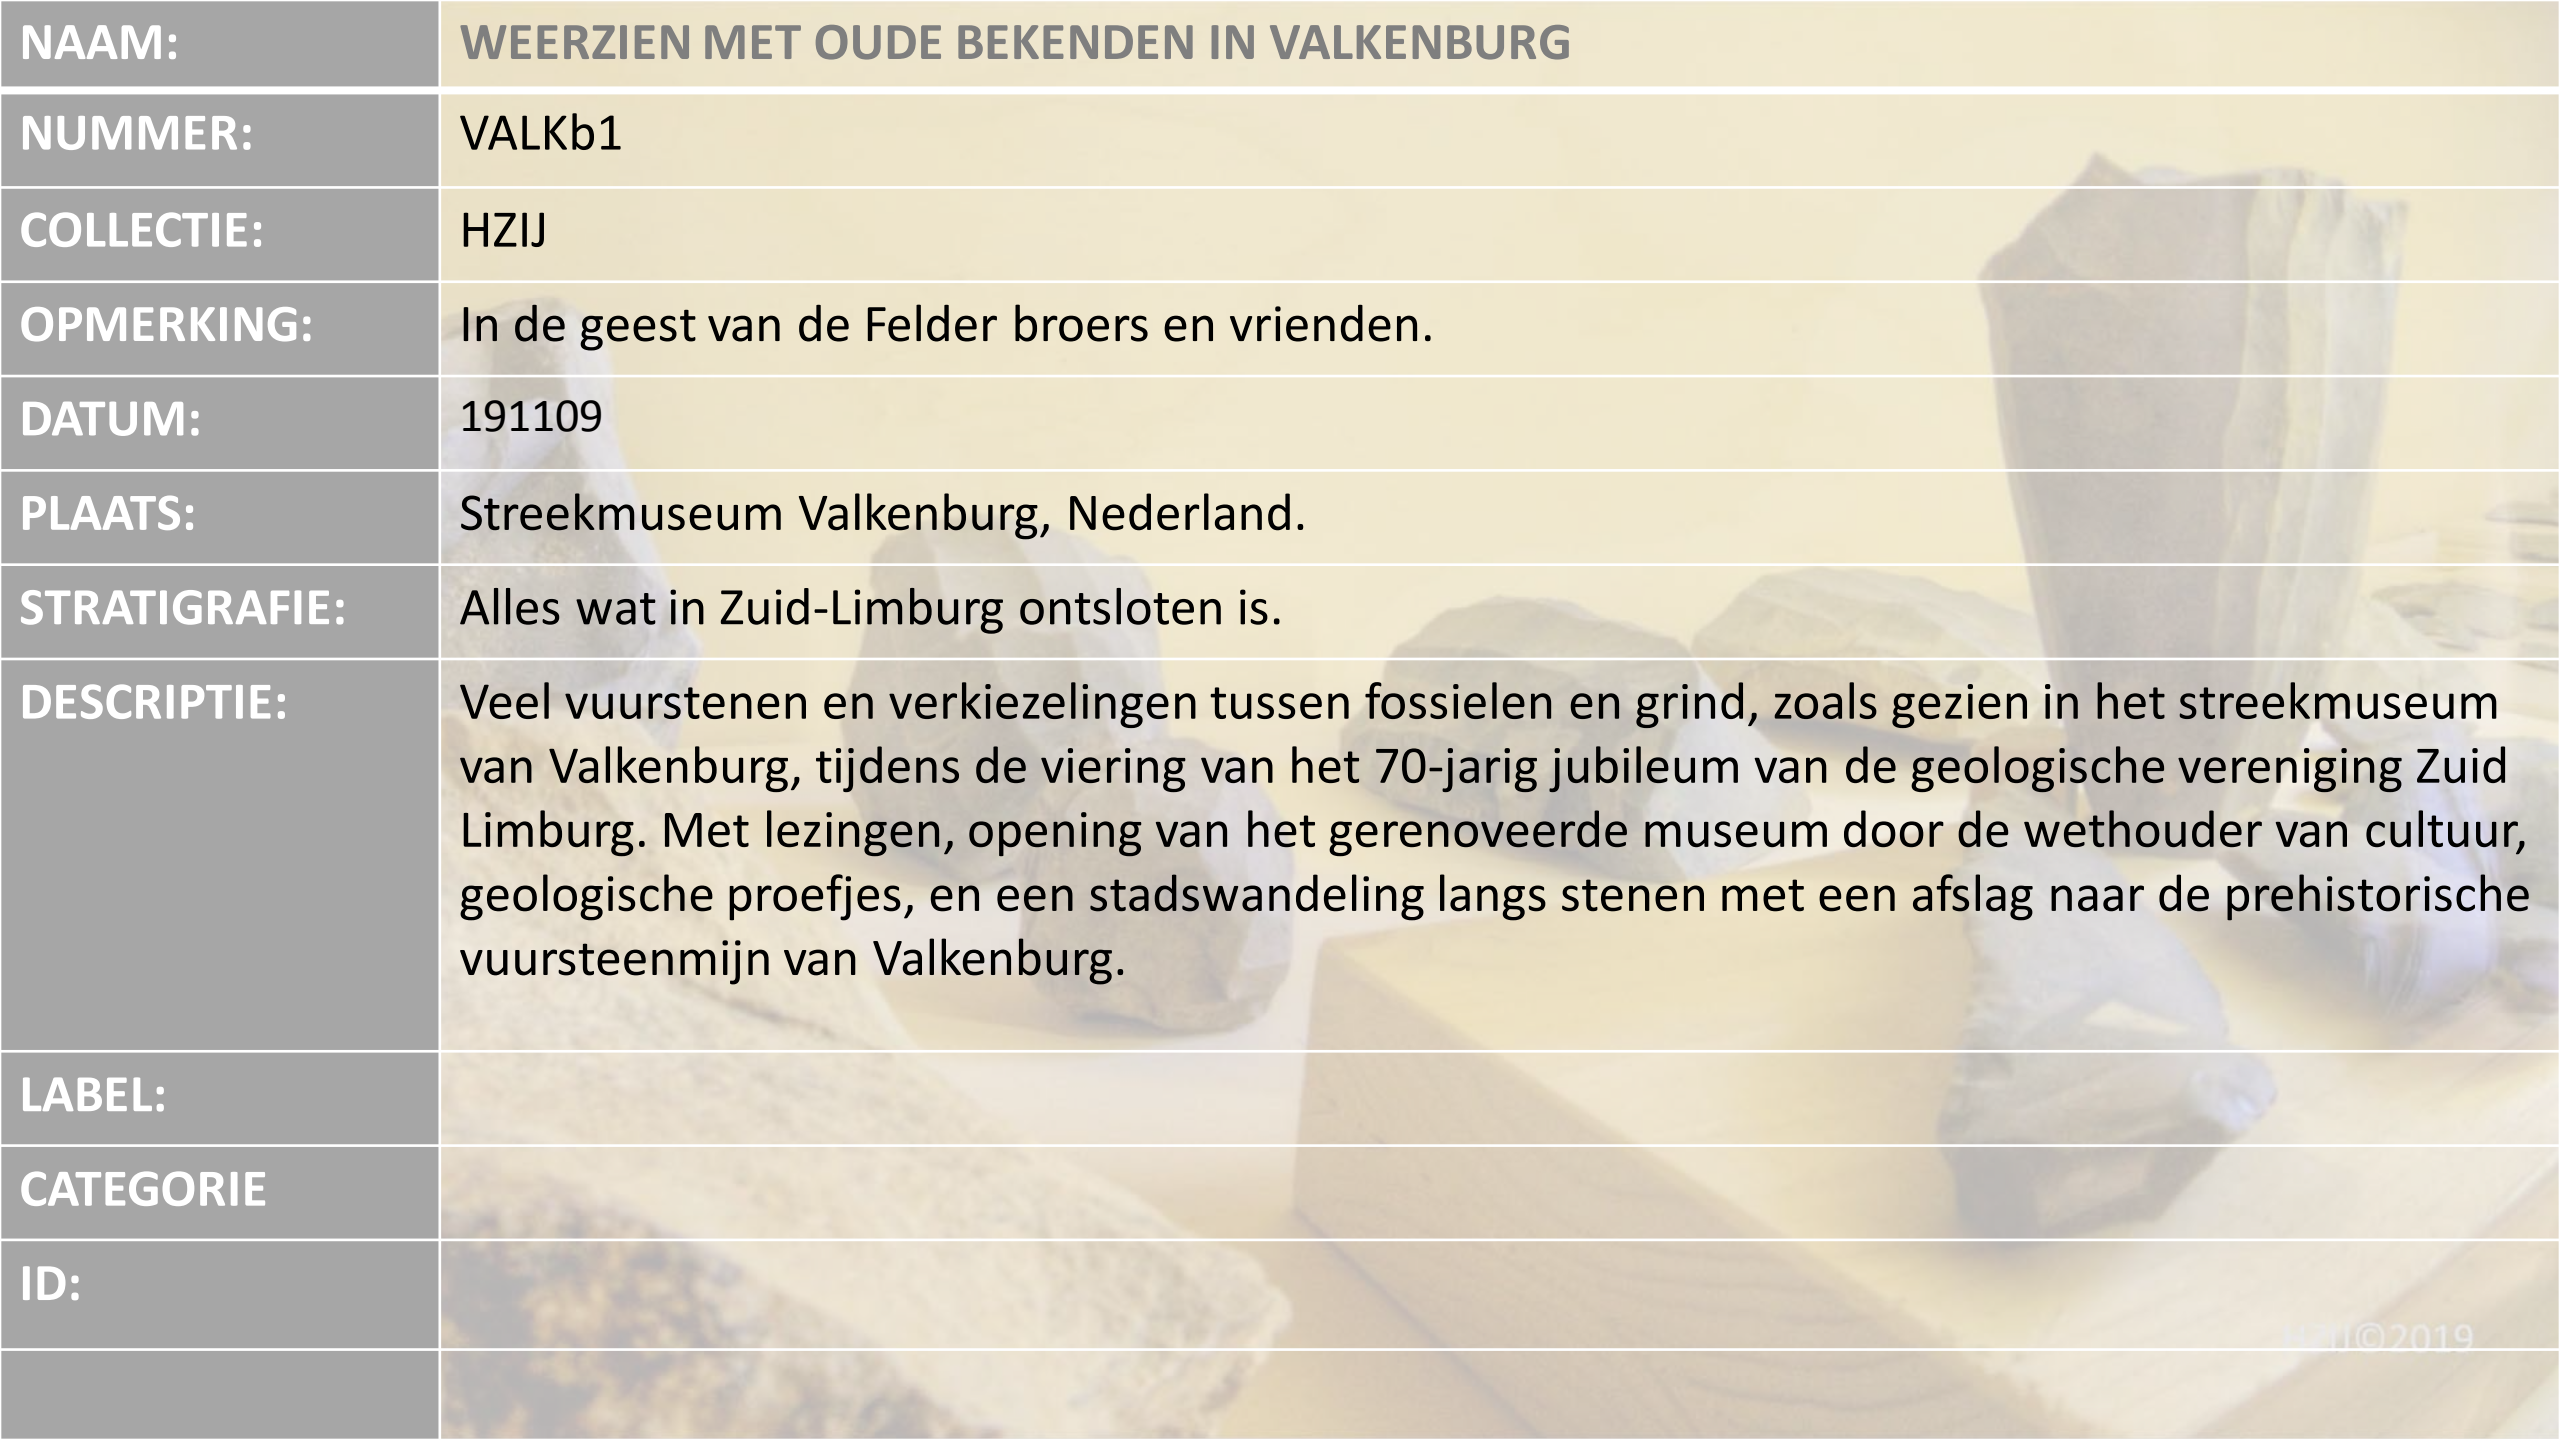 NAAM: WEERZIEN MET OUDE BEKENDEN IN VALKENBURG
NUMMER: VALKb1
COLLECTIE: HZIJ
OPMERKING: In de geest van de Felder broers en vrienden.
DATUM: 191109
PLAATS: Streekmuseum Valkenburg, Nederland.
STRATIGRAFIE: Alles wat in Zuid-Limburg ontsloten is.
DESCRIPTIE: Veel vuurstenen en verkiezelingen tussen fossielen en grind, zoals gezien in het streekmuseum
van Valkenburg, tijdens de viering van het 70-jarig jubileum van de geologische vereniging Zuid
Limburg. Met lezingen, opening van het gerenoveerde museum door de wethouder van cultuur,
geologische proefjes, en een stadswandeling langs stenen met een afslag naar de prehistorische
vuursteenmijn van Valkenburg.
LABEL:
CATEGORIE
ID:
HZIJ©2019